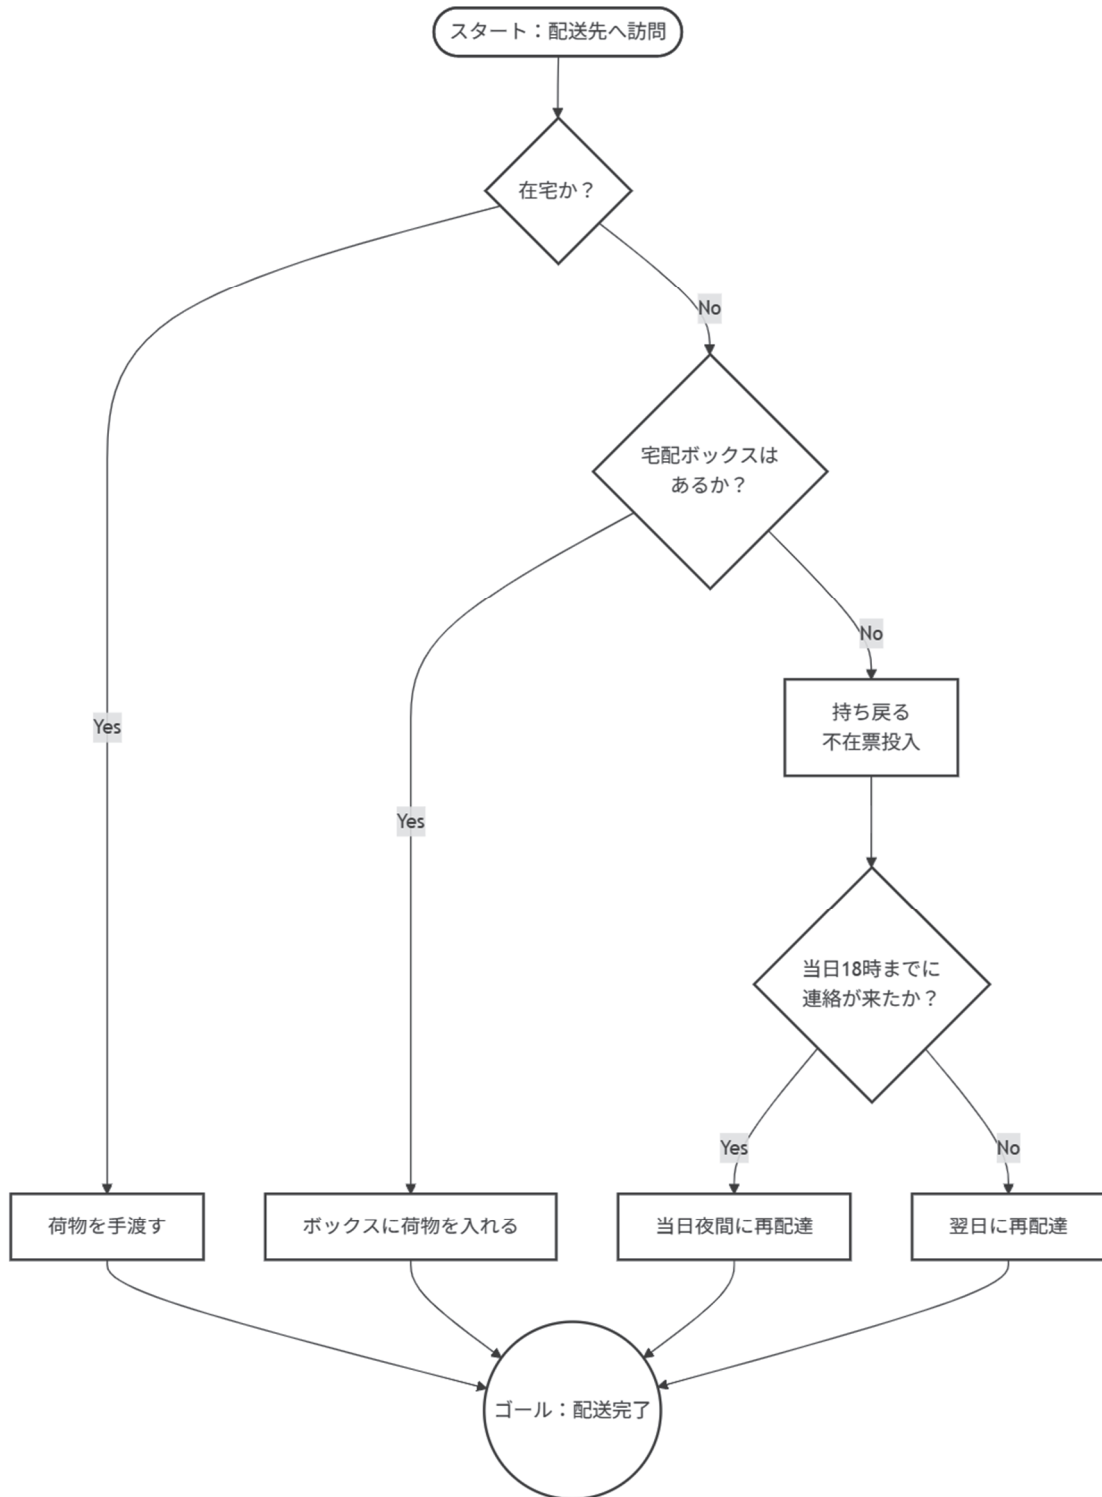 スタート：配送先へ訪問
在宅か？
No
宅配ボックスは
あるか？
No
持ち戻る
不在票投入
Yes
Yes
当日18時までに
連絡が来たか？
Yes
No
荷物を手渡す
ボックスに荷物を入れる
当日夜間に再配達
翌日に再配達
ゴール：配送完了